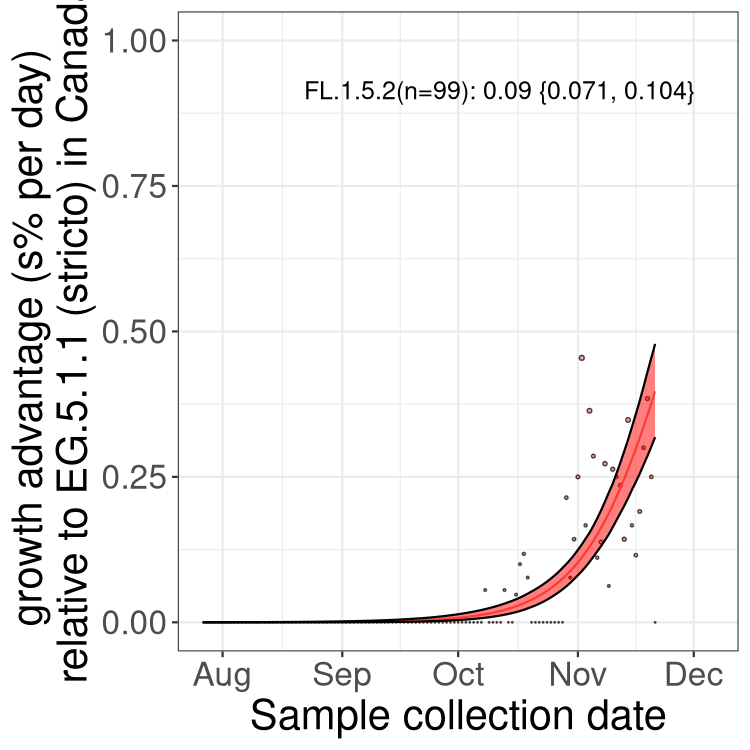 growth advantage (s% per day)
relative to EG.5.1.1 (stricto) in Canada
1.00
0.75
0.50
0.25
0.00
FL.1.5.2(n=99): 0.09 {0.071, 0.104}
Aug Sep Oct Nov Dec
Sample collection date